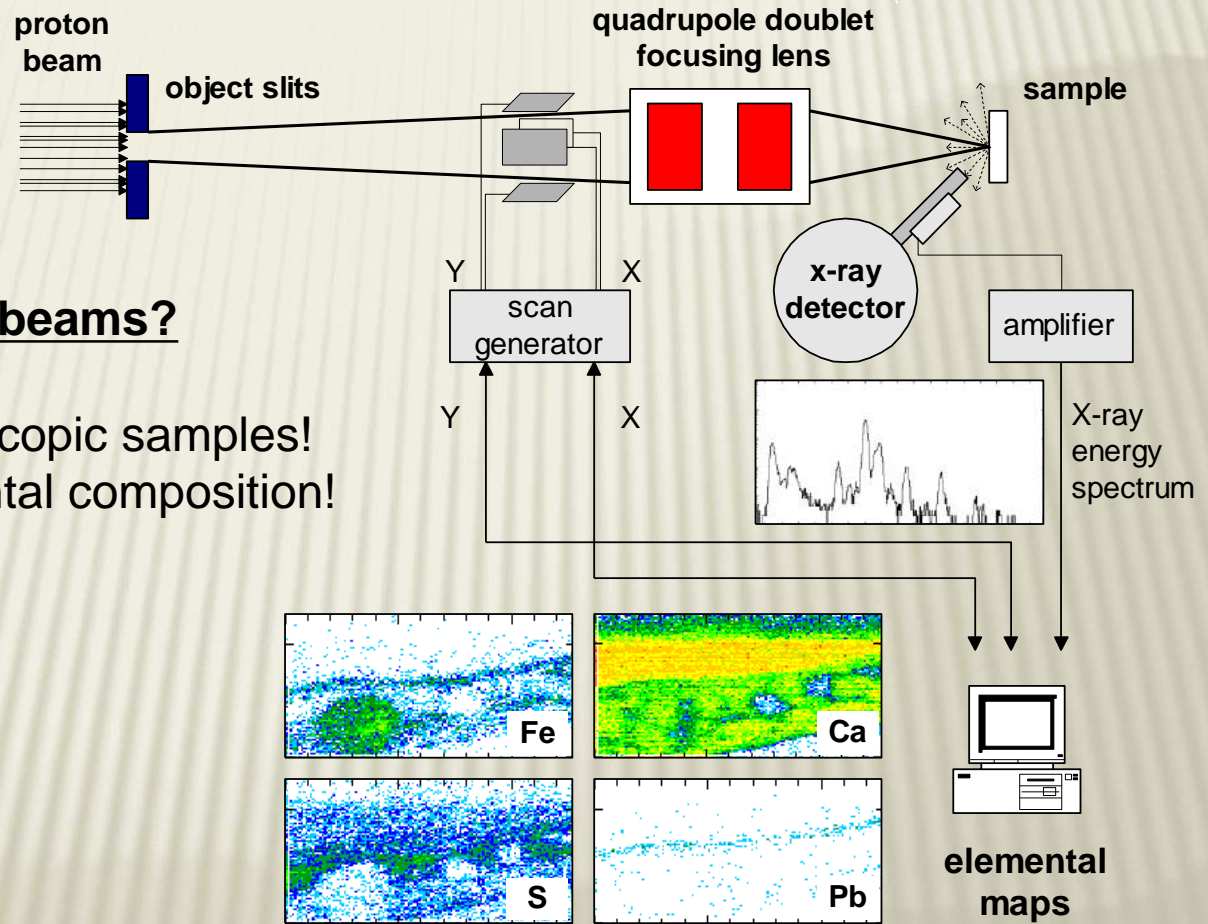 proton
beam
object slits
quadrupole doublet
focusing lens
sample
Y
X
scan
generator
x-ray
detector
amplifier
beams?
copic samples!
ntal composition!
Y
X
X-ray
energy
spectrum
Fe
Ca
S
Pb
elemental
maps